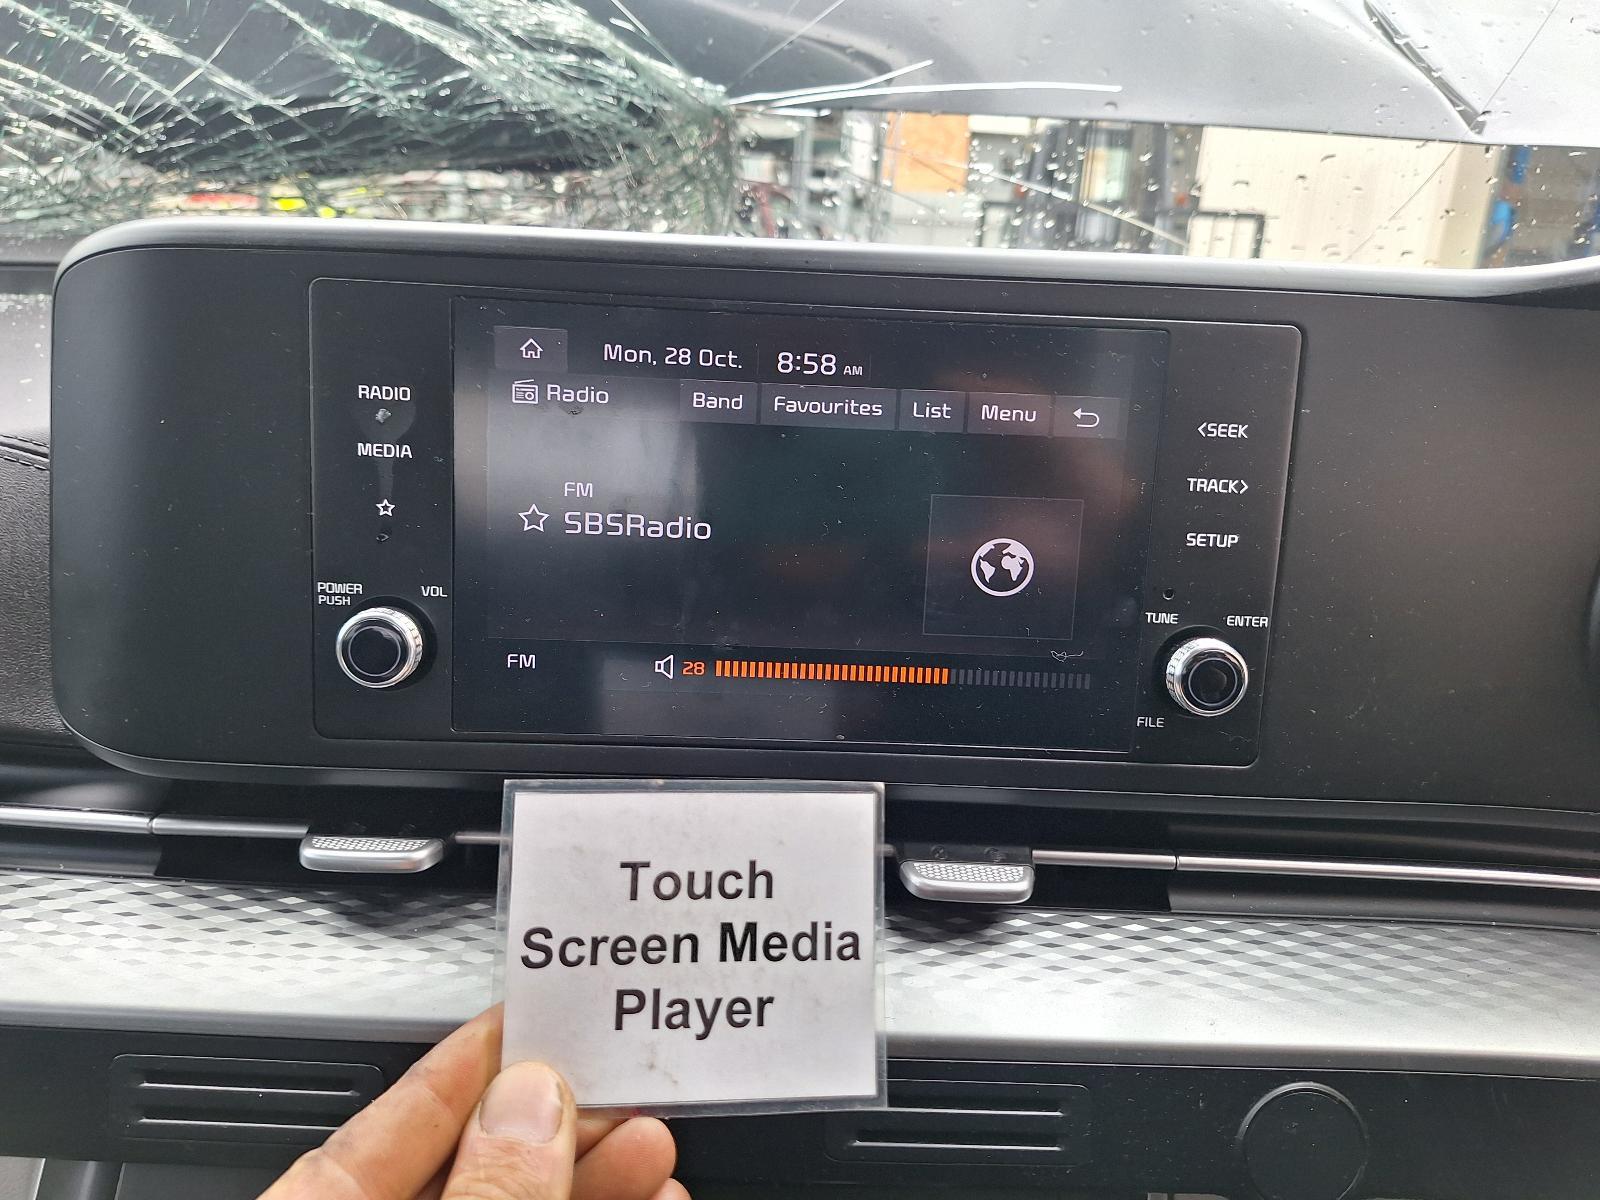 Mon, 28 Oct. 8:58 AM
Radio Band Favourites List Menu
RADIO
MEDIA
<SEEK
TRACK>
SETUP
FM
SBSRadio
POWER
PUSH
VOL
TUNE
ENTER
FM 28
FILE
Touch
Screen Media
Player